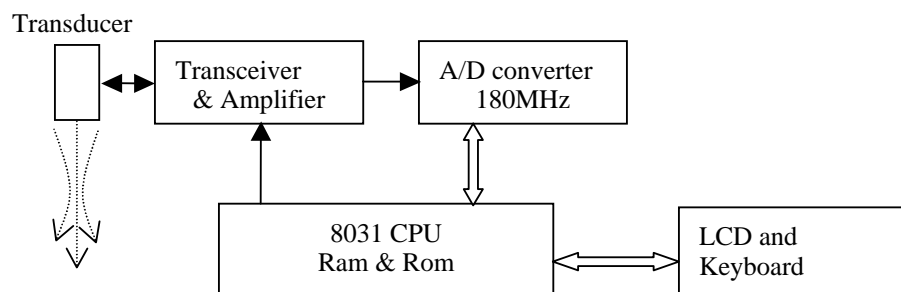 Transducer
Transceiver
& Amplifier
A/D converter
180MHz
8031 CPU
Ram & Rom
LCD and
Keyboard